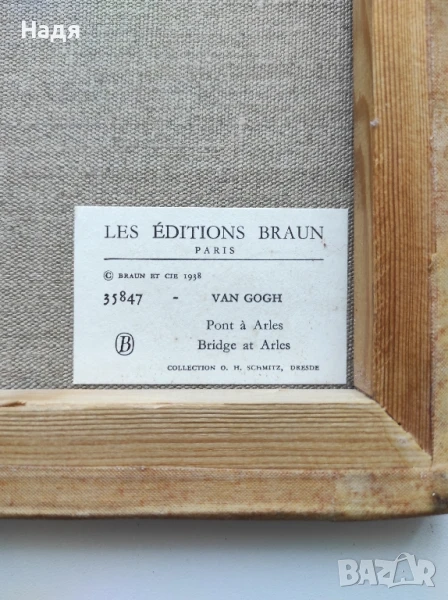 Надя
LES ÉDITIONS BRAUN
PARIS
© BRAUN ET CIE 1938
35847 - VAN GOGH
B
Pont à Arles
Bridge at Arles
COLLECTION O. H. SCHMITZ, DRESDE
BAZAR